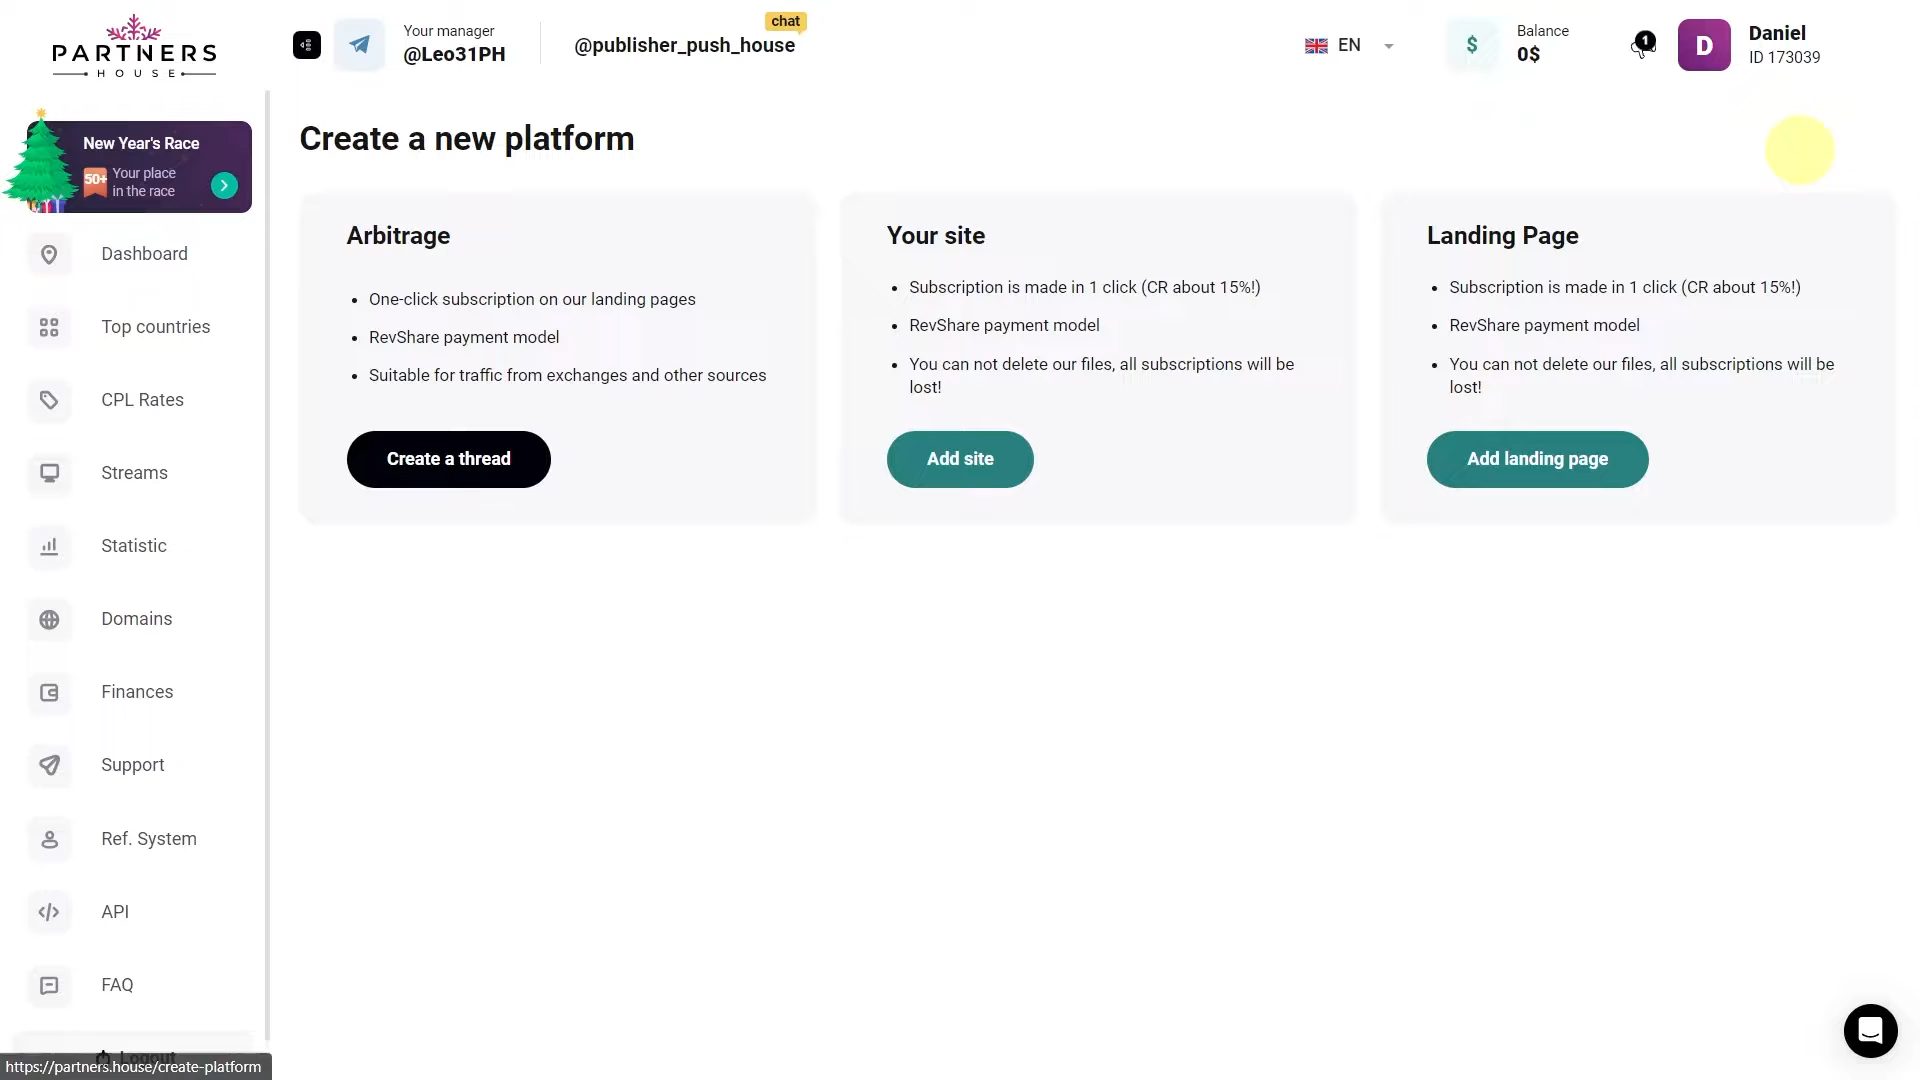 PARTNERS
HOUSE
Your manager
@Leo31PH
chat
@publisher_push_house
EN
$
Balance
0$
1
D
Daniel
ID 173039
New Year's Race
50+
Your place
in the race
Dashboard
Top countries
CPL Rates
Streams
Statistic
Domains
Finances
Support
Ref. System
API
FAQ
Logout
https://partners.house/create-platform
Create a new platform
Arbitrage
• One-click subscription on our landing pages
• RevShare payment model
• Suitable for traffic from exchanges and other sources
Create a thread
Your site
• Subscription is made in 1 click (CR about 15%!)
• RevShare payment model
• You can not delete our files, all subscriptions will be
lost!
Add site
Landing Page
• Subscription is made in 1 click (CR about 15%!)
• RevShare payment model
• You can not delete our files, all subscriptions will be
lost!
Add landing page